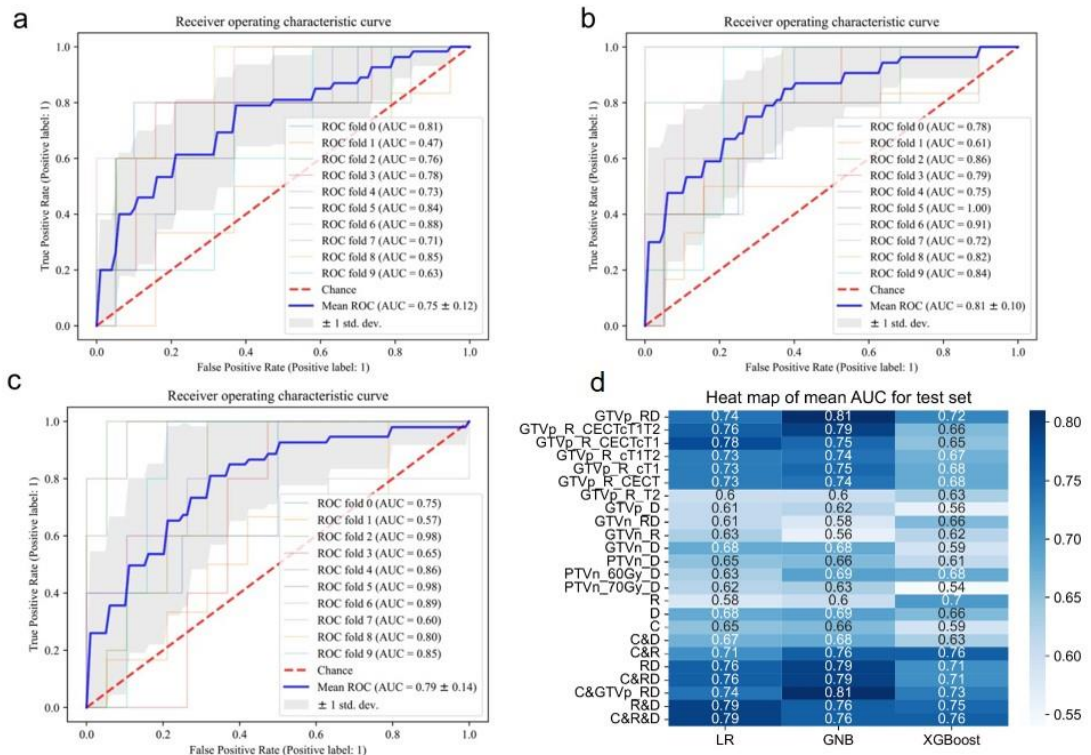 a
Receiver operating characteristic curve
True Positive Rate (Positive label: 1)
1.0
0.8
0.6
0.4
0.2
0.0
ROC fold 0 (AUC = 0.81)
ROC fold 1 (AUC = 0.47)
ROC fold 2 (AUC = 0.76)
ROC fold 3 (AUC = 0.78)
ROC fold 4 (AUC = 0.73)
ROC fold 5 (AUC = 0.84)
ROC fold 6 (AUC = 0.88)
ROC fold 7 (AUC = 0.71)
ROC fold 8 (AUC = 0.85)
ROC fold 9 (AUC = 0.63)
Chance
Mean ROC (AUC = 0.75 ± 0.12)
± 1 std. dev.
0.0 0.2 0.4 0.6 0.8 1.0
False Positive Rate (Positive label: 1)
b
Receiver operating characteristic curve
True Positive Rate (Positive label: 1)
1.0
0.8
0.6
0.4
0.2
0.0
ROC fold 0 (AUC = 0.78)
ROC fold 1 (AUC = 0.61)
ROC fold 2 (AUC = 0.86)
ROC fold 3 (AUC = 0.79)
ROC fold 4 (AUC = 0.75)
ROC fold 5 (AUC = 1.00)
ROC fold 6 (AUC = 0.91)
ROC fold 7 (AUC = 0.72)
ROC fold 8 (AUC = 0.82)
ROC fold 9 (AUC = 0.84)
Chance
Mean ROC (AUC = 0.81 ± 0.10)
± 1 std. dev.
0.0 0.2 0.4 0.6 0.8 1.0
False Positive Rate (Positive label: 1)
c
Receiver operating characteristic curve
True Positive Rate (Positive label: 1)
1.0
0.8
0.6
0.4
0.2
0.0
ROC fold 0 (AUC = 0.75)
ROC fold 1 (AUC = 0.57)
ROC fold 2 (AUC = 0.98)
ROC fold 3 (AUC = 0.65)
ROC fold 4 (AUC = 0.86)
ROC fold 5 (AUC = 0.98)
ROC fold 6 (AUC = 0.89)
ROC fold 7 (AUC = 0.60)
ROC fold 8 (AUC = 0.80)
ROC fold 9 (AUC = 0.85)
Chance
Mean ROC (AUC = 0.79 ± 0.14)
± 1 std. dev.
0.0 0.2 0.4 0.6 0.8 1.0
False Positive Rate (Positive label: 1)
d
Heat map of mean AUC for test set
GTVp_RD 0.74 0.81 0.72
GTVp_R_CECTcT1T2 0.76 0.79 0.66
GTVp_R_CECTcT1 0.78 0.75 0.65
GTVp_R_cT1T2 0.73 0.74 0.67
GTVp_R_cT1 0.73 0.75 0.68
GTVp_R_CECT 0.73 0.74 0.68
GTVp_R_T2 0.6 0.6 0.63
GTVp_D 0.61 0.62 0.56
GTVn_RD 0.61 0.58 0.66
GTVn_R 0.63 0.56 0.62
GTVn_D 0.68 0.68 0.59
PTVn_D 0.65 0.66 0.61
PTVn_60Gy_D 0.63 0.69 0.68
PTVn_70Gy_D 0.62 0.63 0.54
R 0.58 0.6 0.7
D 0.68 0.69 0.66
C 0.65 0.66 0.59
C&D 0.67 0.68 0.63
C&R 0.71 0.76 0.76
RD 0.76 0.79 0.71
C&RD 0.76 0.79 0.71
C&GTVp_RD 0.74 0.81 0.73
R&D 0.79 0.76 0.75
C&R&D 0.79 0.76 0.76
LR GNB XGBoost
0.80
0.75
0.70
0.65
0.60
0.55